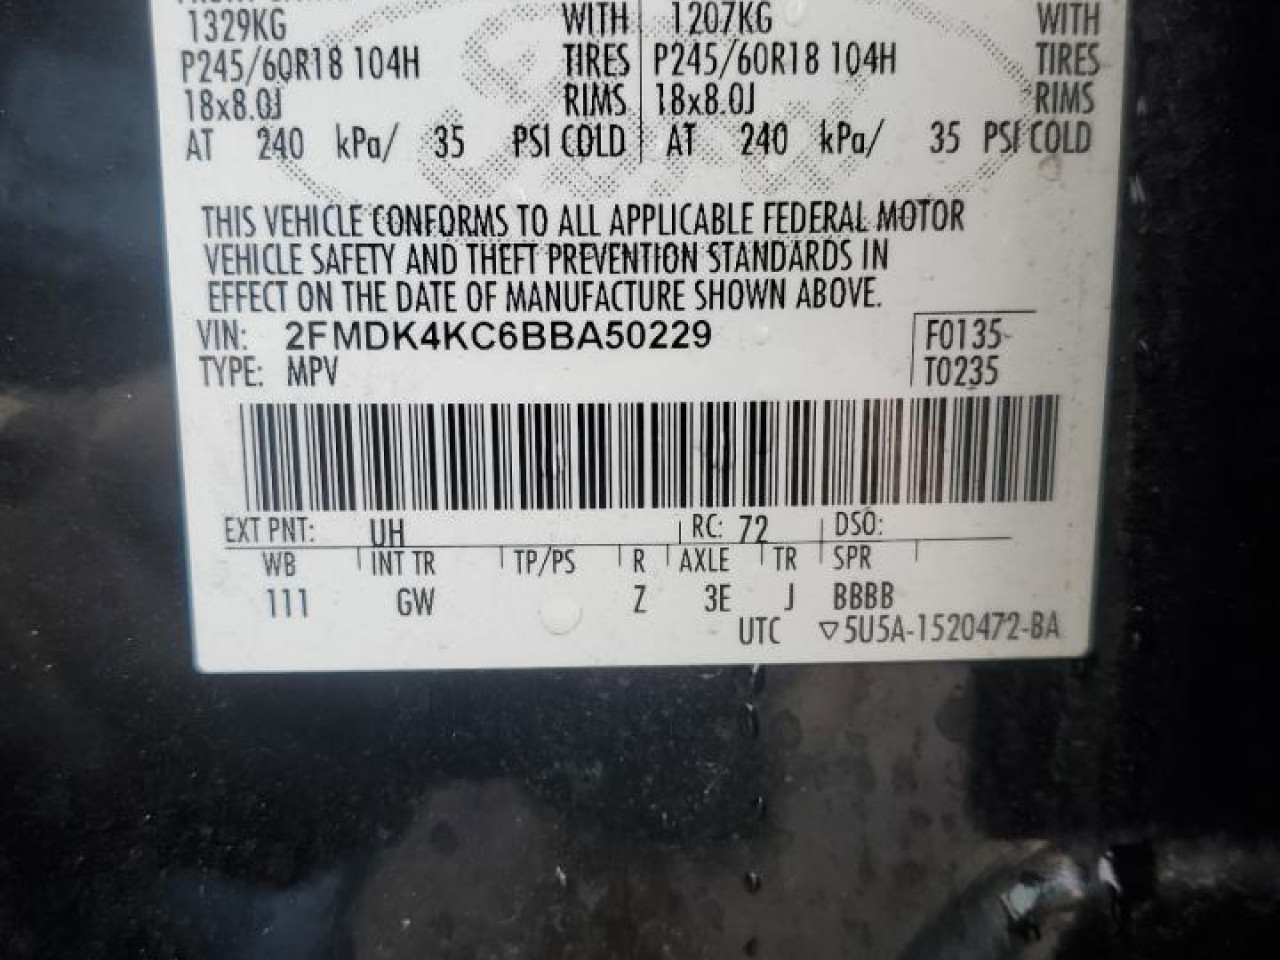 1329KG WITH 1207KG WITH
P245/60R18 104H TIRES P245/60R18 104H TIRES
18x8.0J RIMS 18x8.0J RIMS
AT 240 kPa/ 35 PSI COLD AT 240 kPa/ 35 PSI COLD
THIS VEHICLE CONFORMS TO ALL APPLICABLE FEDERAL MOTOR
VEHICLE SAFETY AND THEFT PREVENTION STANDARDS IN
EFFECT ON THE DATE OF MANUFACTURE SHOWN ABOVE.
VIN: 2FMDK4KC6BBA50229 F0135
TYPE: MPV T0235
EXT PNT: UH RC: 72 DSO:
WB INT TR TP/PS R AXLE TR SPR
111 GW Z 3E J BBBB
UTC ▽5U5A-1520472-BA